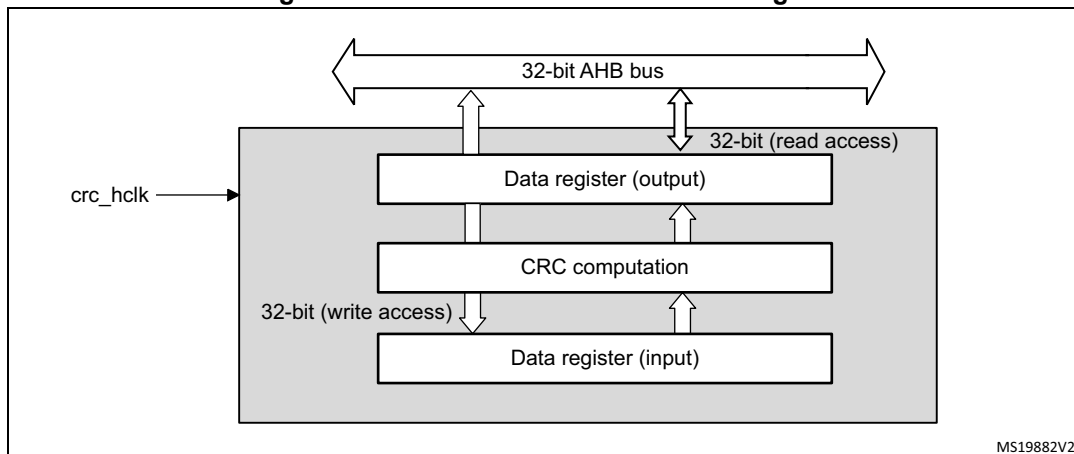 32-bit AHB bus
32-bit (read access)
Data register (output)
crc_hclk
CRC computation
32-bit (write access)
Data register (input)
MS19882V2